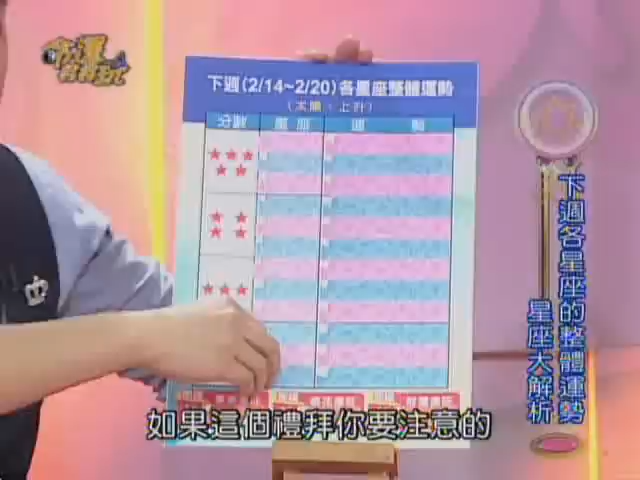 下週(2/14~2/20)各星座整體運勢
(太陽,上升)
分數 星座 運勢
下週各星座的整體運勢
星座大解析
如果這個禮拜你要注意的